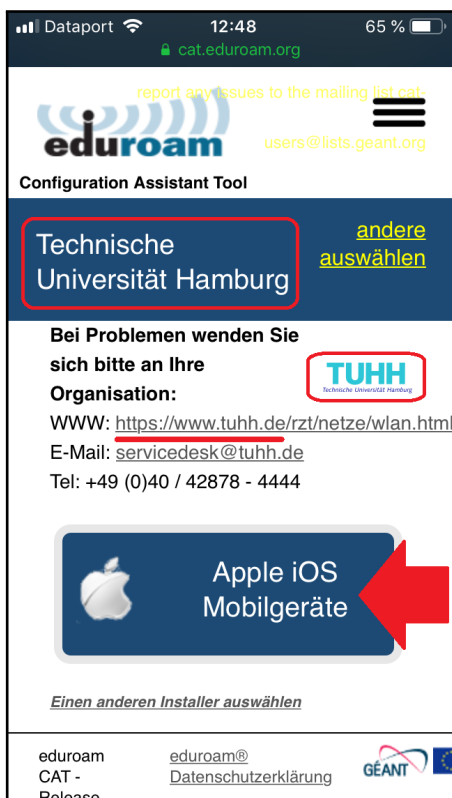 Dataport 12:48 65 %
cat.eduroam.org
report any issues to the mailing list cat-
users@lists.geant.org
eduroam
Configuration Assistant Tool
Technische
Universität Hamburg
andere
auswählen
Bei Problemen wenden Sie
sich bitte an Ihre
Organisation:
TUHH
Technische Universität Hamburg
WWW: https://www.tuhh.de/rzt/netze/wlan.html
E-Mail: servicedesk@tuhh.de
Tel: +49 (0)40 / 42878 - 4444
Apple iOS
Mobilgeräte
Einen anderen Installer auswählen
eduroam
CAT -
Release
eduroam®
Datenschutzerklärung
GÉANT